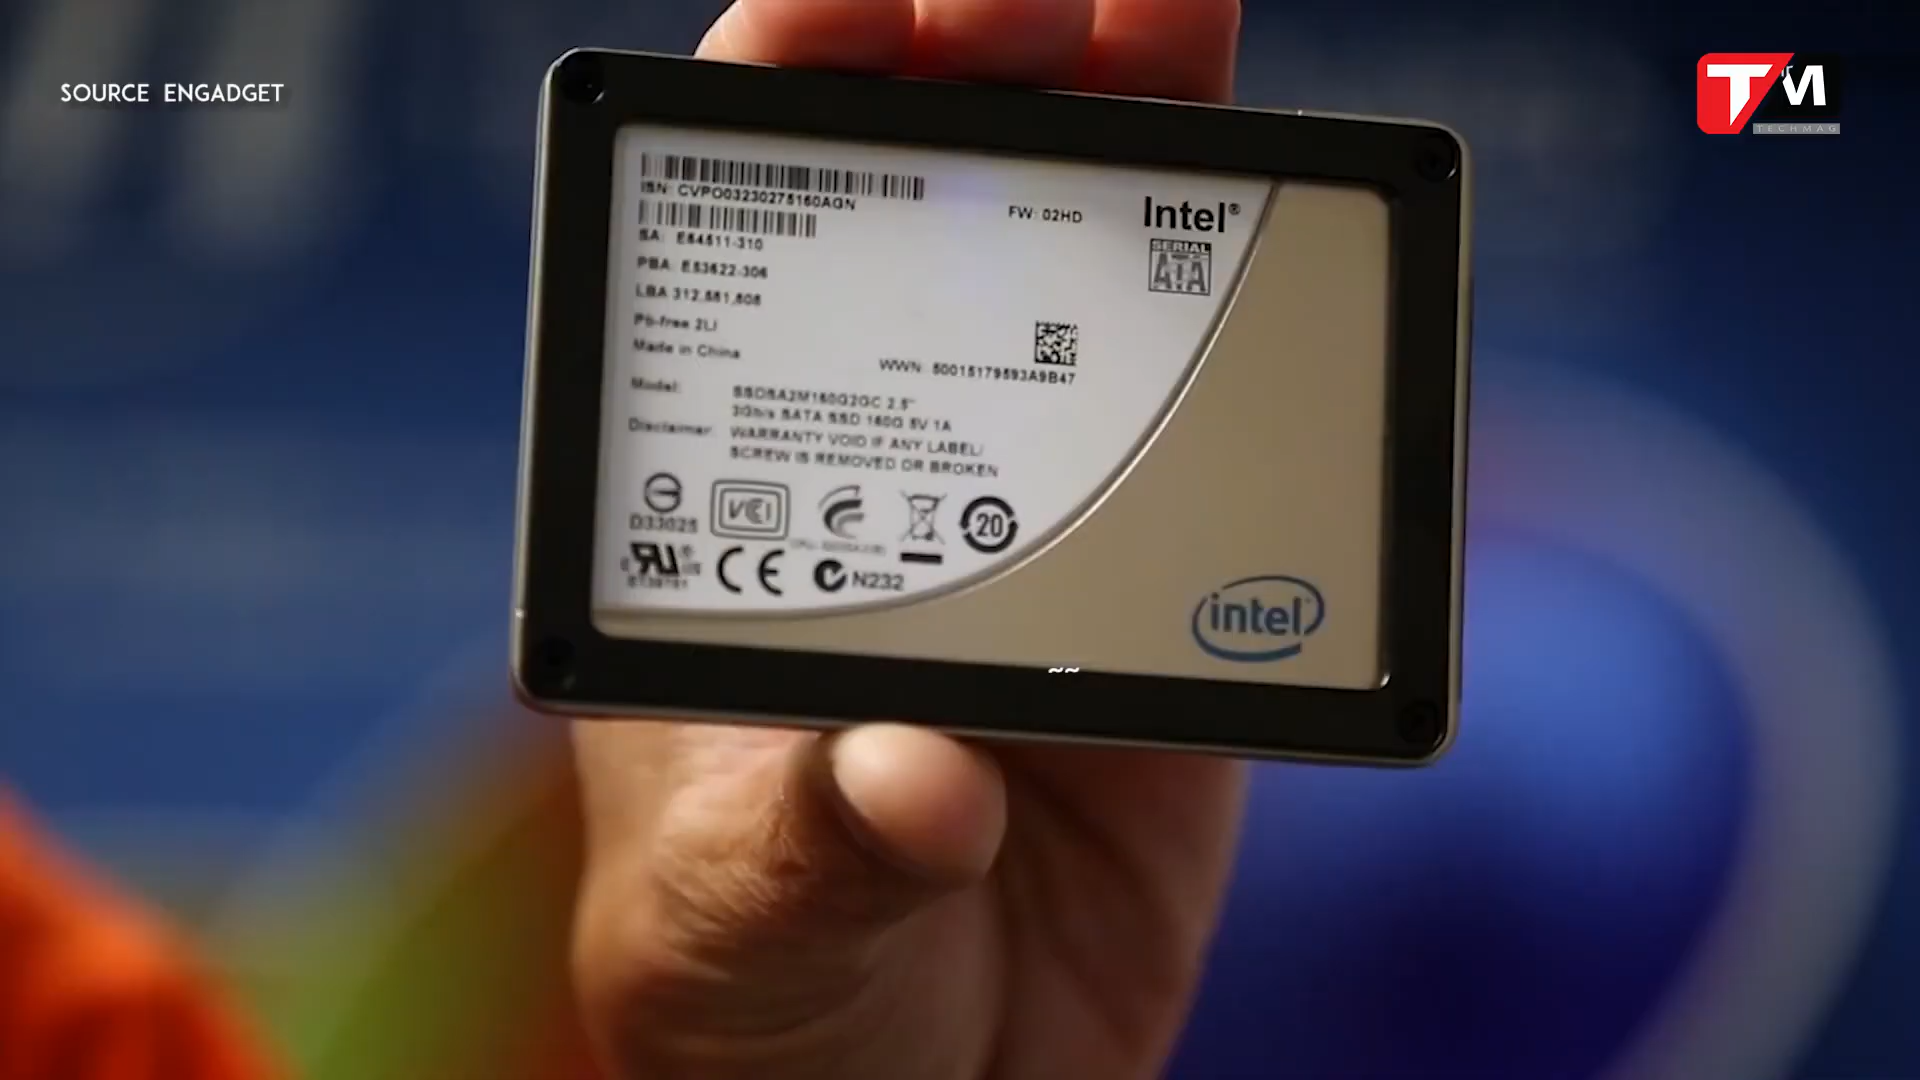 SOURCE ENGADGET
TM
TECHMAG
ISN: CVPO03230275160AGN
SA: E64511-310
PBA: E53622-306
LBA 312,581,808
Pb-free 2LI
Made in China
FW: 02HD
Intel®
SERIAL
ATA
WWN: 50015179593A9B47
Model: SSDSA2M160G2GC 2.5"
3Gb/s SATA SSD 160G 5V 1A
Disclaimer: WARRANTY VOID IF ANY LABEL/
SCREW IS REMOVED OR BROKEN
D33025
VCI
20
CE
N232
intel
~~